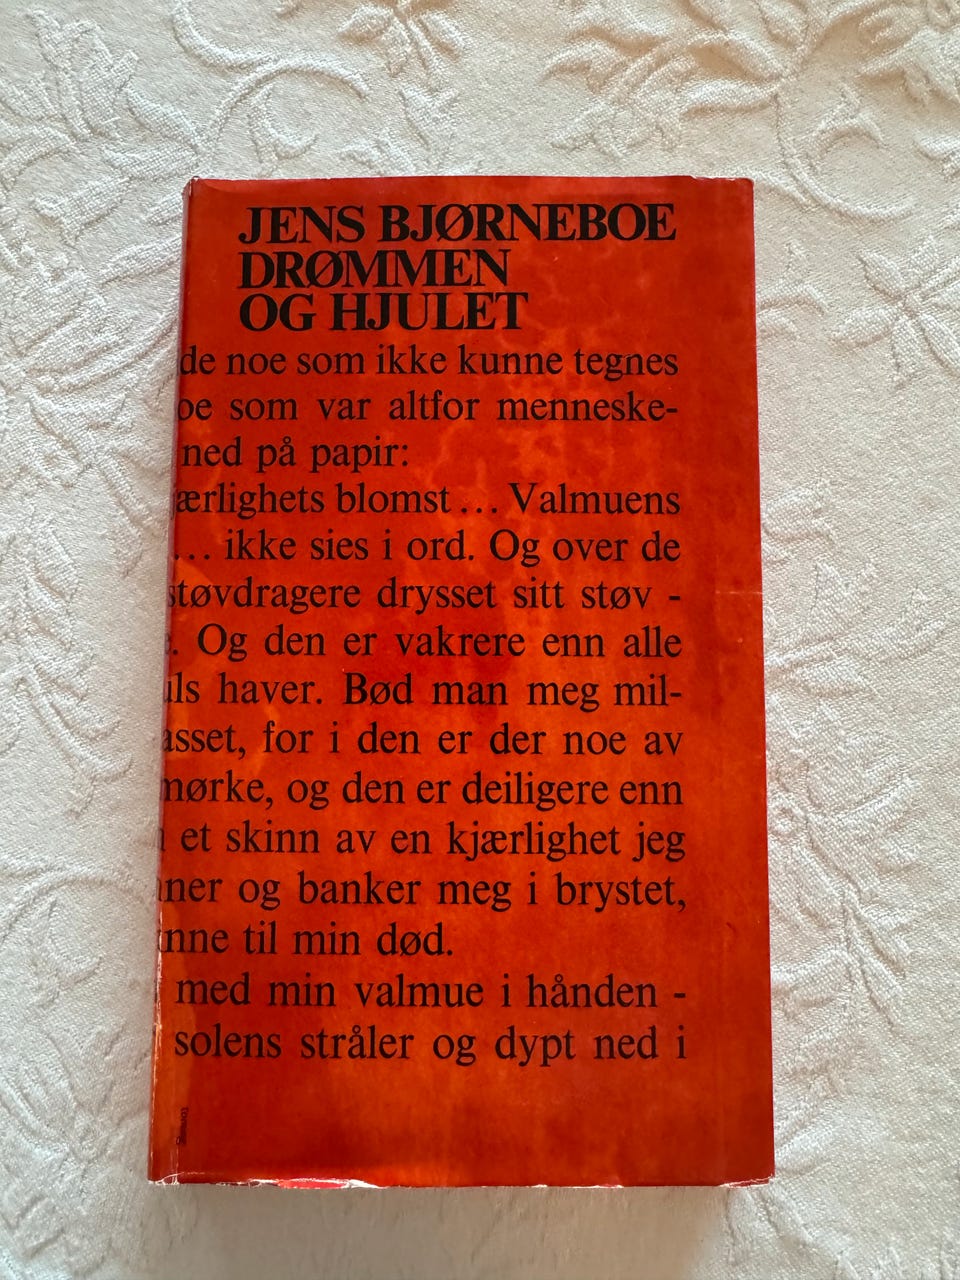 JENS BJØRNEBOE
DRØMMEN
OG HJULET
de noe som ikke kunne tegnes
oe som var altfor menneske-
ned på papir:
ærlighets blomst ... Valmuens
... ikke sies i ord. Og over de
støvdragere drysset sitt støv -
. Og den er vakrere enn alle
uls haver. Bød man meg mil-
asset, for i den er der noe av
mørke, og den er deiligere enn
et skinn av en kjærlighet jeg
ner og banker meg i brystet,
nne til min død.
med min valmue i hånden -
solens stråler og dypt ned i